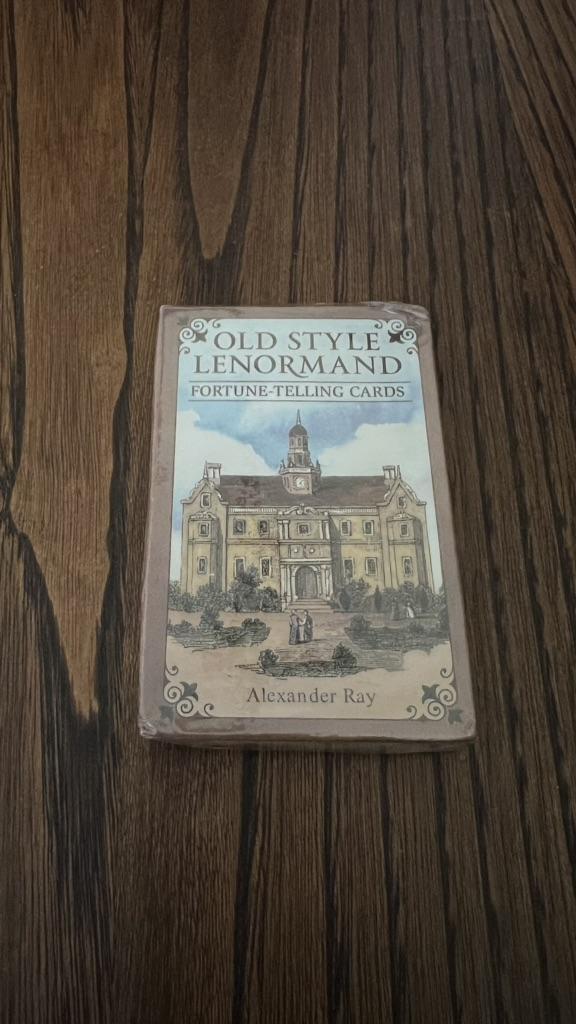 OLD STYLE
LENORMAND
FORTUNE-TELLING CARDS
Alexander Ray